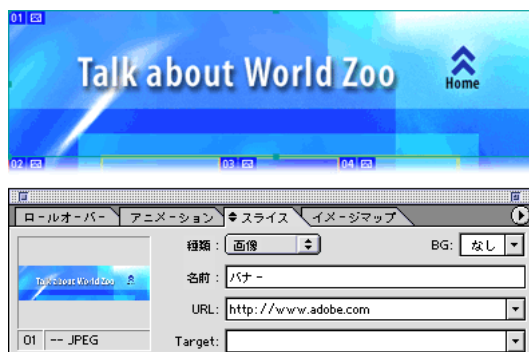 01
Talk about World Zoo
Home
02 03 04
ロールオーバー アニメーション スライス イメージマップ
種類 : 画像 BG: なし
名前 : バナー
Talk about World Zoo
URL: http://www.adobe.com
01 -- JPEG Target: